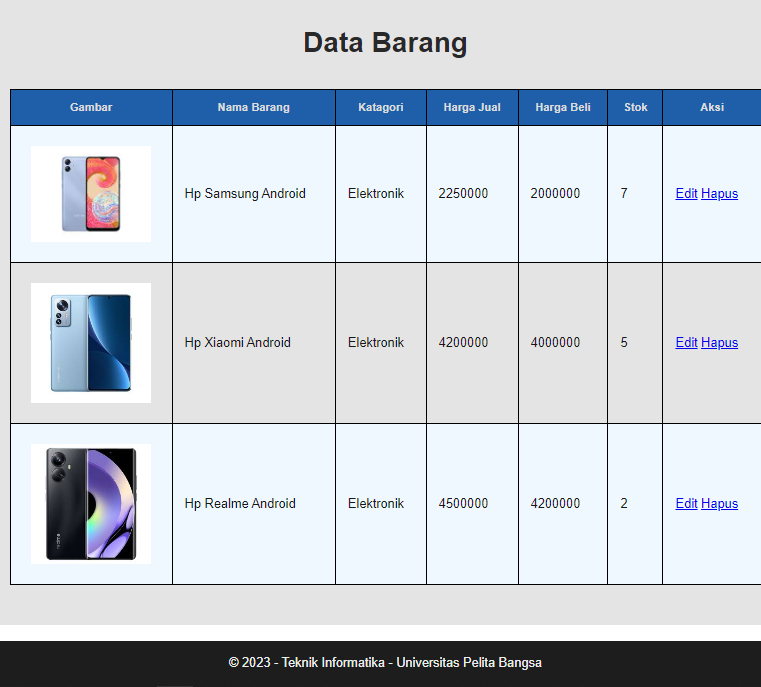 Data Barang
Gambar Nama Barang Katagori Harga Jual Harga Beli Stok Aksi
Hp Samsung Android Elektronik 2250000 2000000 7 Edit Hapus
Hp Xiaomi Android Elektronik 4200000 4000000 5 Edit Hapus
Hp Realme Android Elektronik 4500000 4200000 2 Edit Hapus
© 2023 - Teknik Informatika - Universitas Pelita Bangsa